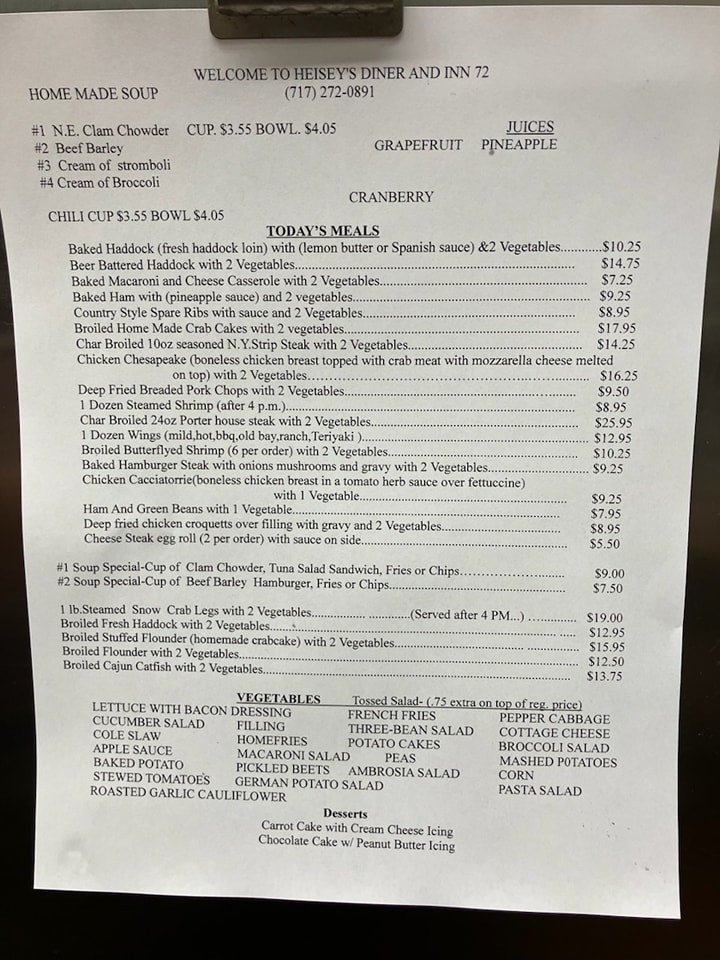 WELCOME TO HEISEY'S DINER AND INN 72
HOME MADE SOUP (717) 272-0891
#1 N.E. Clam Chowder CUP. $3.55 BOWL. $4.05 JUICES
#2 Beef Barley GRAPEFRUIT PINEAPPLE
#3 Cream of stromboli
#4 Cream of Broccoli
CRANBERRY
CHILI CUP $3.55 BOWL $4.05
TODAY'S MEALS
Baked Haddock (fresh haddock loin) with (lemon butter or Spanish sauce) &2 Vegetables............$10.25
Beer Battered Haddock with 2 Vegetables.................... $14.75
Baked Macaroni and Cheese Casserole with 2 Vegetables.................... $7.25
Baked Ham with (pineapple sauce) and 2 vegetables.................... $9.25
Country Style Spare Ribs with sauce and 2 Vegetables.................... $8.95
Broiled Home Made Crab Cakes with 2 vegetables.................... $17.95
Char Broiled 10oz seasoned N.Y.Strip Steak with 2 Vegetables.................... $14.25
Chicken Chesapeake (boneless chicken breast topped with crab meat with mozzarella cheese melted
on top) with 2 Vegetables.................... $16.25
Deep Fried Breaded Pork Chops with 2 Vegetables.................... $9.50
1 Dozen Steamed Shrimp (after 4 p.m.).................... $8.95
Char Broiled 24oz Porter house steak with 2 Vegetables.................... $25.95
1 Dozen Wings (mild,hot,bbq,old bay,ranch,Teriyaki ).................... $12.95
Broiled Butterflyed Shrimp (6 per order) with 2 Vegetables.................... $10.25
Baked Hamburger Steak with onions mushrooms and gravy with 2 Vegetables.................... $9.25
Chicken Cacciatorrie(boneless chicken breast in a tomato herb sauce over fettuccine)
with 1 Vegetable.................... $9.25
Ham And Green Beans with 1 Vegetable.................... $7.95
Deep fried chicken croquetts over filling with gravy and 2 Vegetables.................... $8.95
Cheese Steak egg roll (2 per order) with sauce on side.................... $5.50
#1 Soup Special-Cup of Clam Chowder, Tuna Salad Sandwich, Fries or Chips.................... $9.00
#2 Soup Special-Cup of Beef Barley Hamburger, Fries or Chips.................... $7.50
1 lb.Steamed Snow Crab Legs with 2 Vegetables....................(Served after 4 PM...) ............ $19.00
Broiled Fresh Haddock with 2 Vegetables.................... $12.95
Broiled Stuffed Flounder (homemade crabcake) with 2 Vegetables.................... $15.95
Broiled Flounder with 2 Vegetables.................... $12.50
Broiled Cajun Catfish with 2 Vegetables.................... $13.75
VEGETABLES Tossed Salad- (.75 extra on top of reg. price)
LETTUCE WITH BACON DRESSING FRENCH FRIES PEPPER CABBAGE
CUCUMBER SALAD FILLING THREE-BEAN SALAD COTTAGE CHEESE
COLE SLAW HOMEFRIES POTATO CAKES BROCCOLI SALAD
APPLE SAUCE MACARONI SALAD PEAS MASHED POTATOES
BAKED POTATO PICKLED BEETS AMBROSIA SALAD CORN
STEWED TOMATOE'S GERMAN POTATO SALAD PASTA SALAD
ROASTED GARLIC CAULIFLOWER
Desserts
Carrot Cake with Cream Cheese Icing
Chocolate Cake w/ Peanut Butter Icing